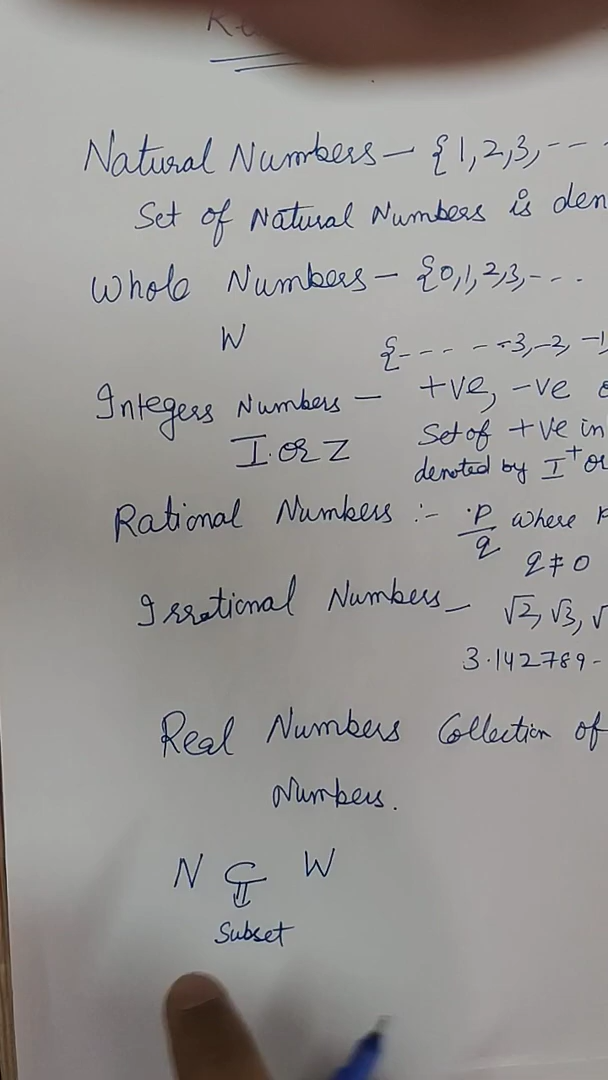 Natural Numbers - {1,2,3,---
Set of Natural Numbers is den
Whole Numbers - {0,1,2,3,-...
W
{---- -3,-2,-1,
Integers Numbers - +ve, -ve
I or Z Set of +ve in
denoted by I⁺ or
Rational Numbers :- p/q where
q ≠ 0
Irrational Numbers - √2, √3, √
3.142789-
Real Numbers Collection of
Numbers.
N ⊆ W
Subset